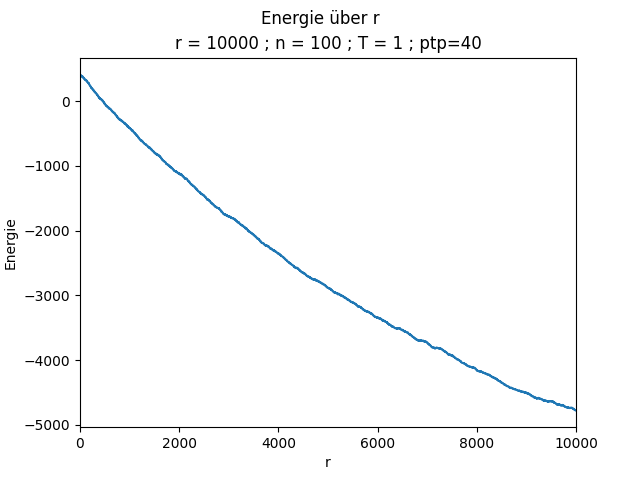 Energie über r
r = 10000 ; n = 100 ; T = 1 ; ptp=40
Energie
0
−1000
−2000
−3000
−4000
−5000
0 2000 4000 6000 8000 10000
r